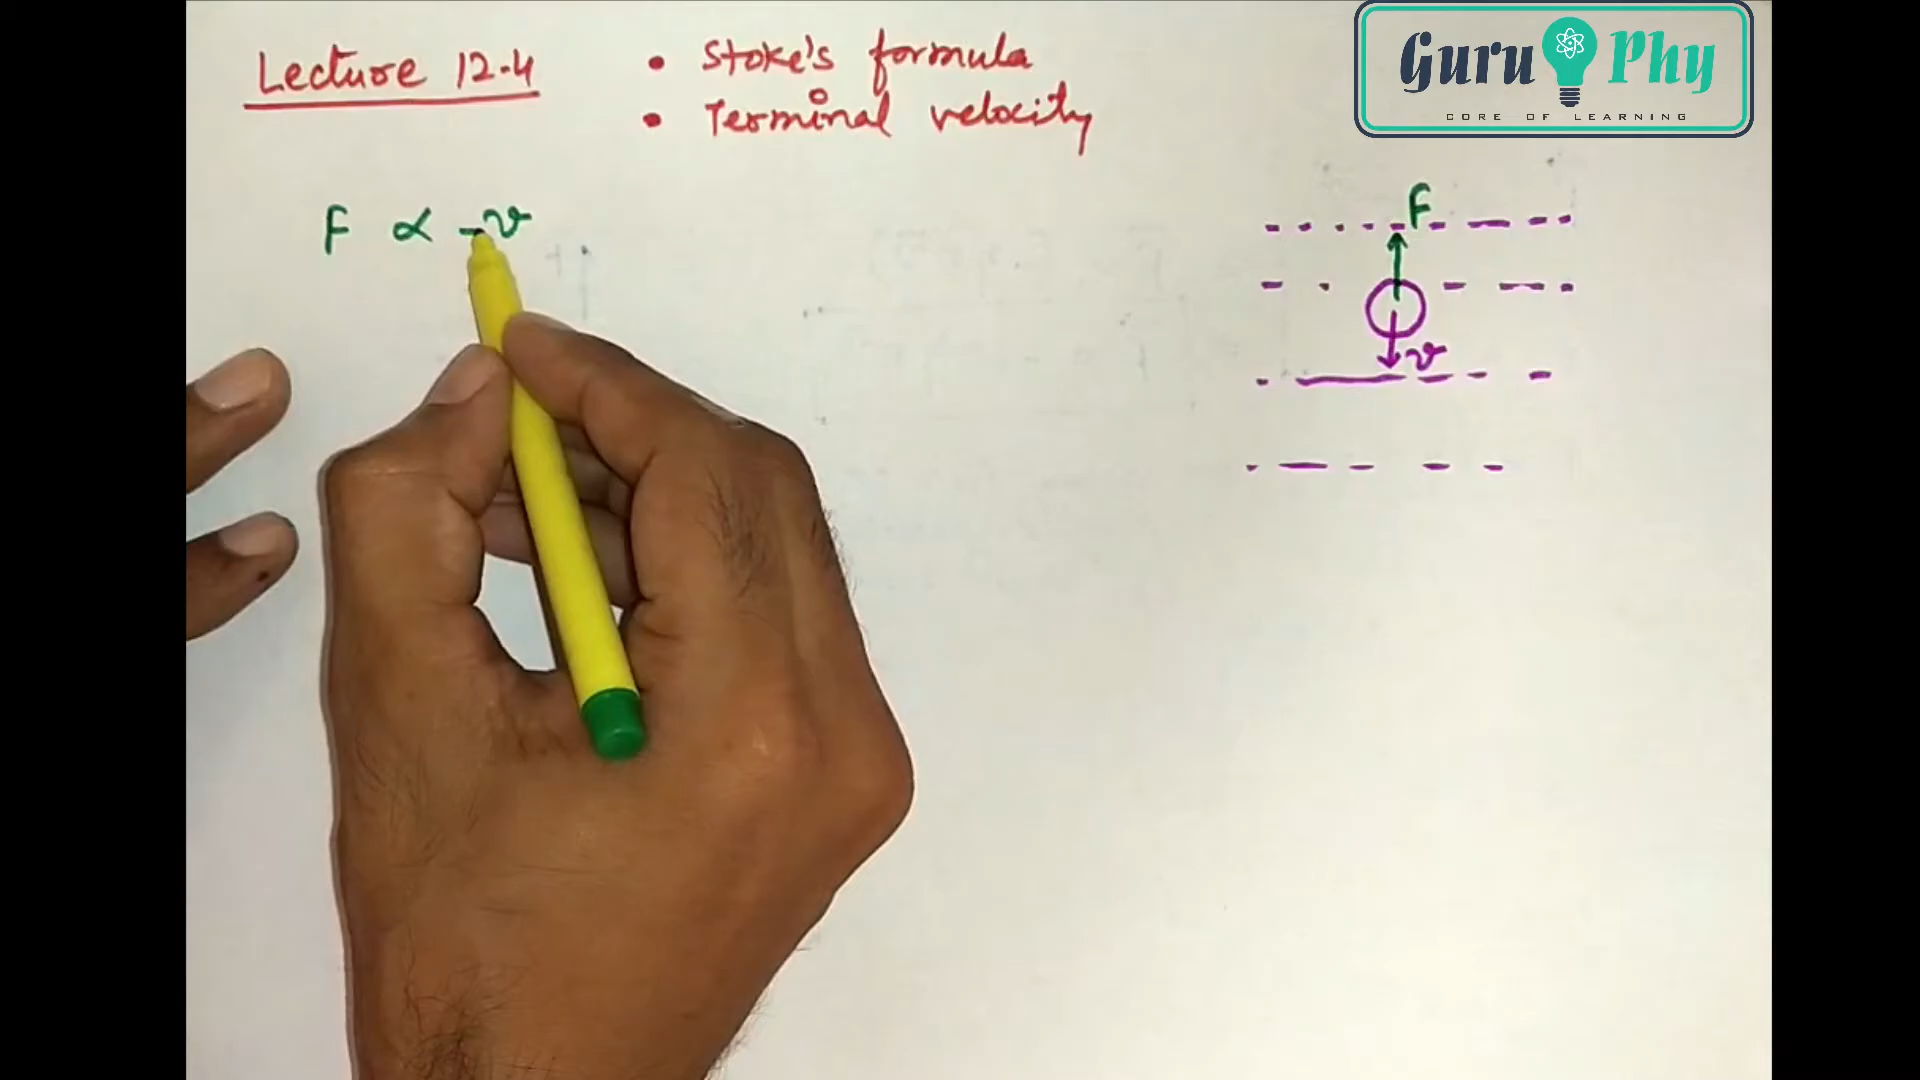 Lecture 12.4
• Stoke's formula
• Terminal velocity
Guru Phy
CORE OF LEARNING
F ∝ -v
F
v